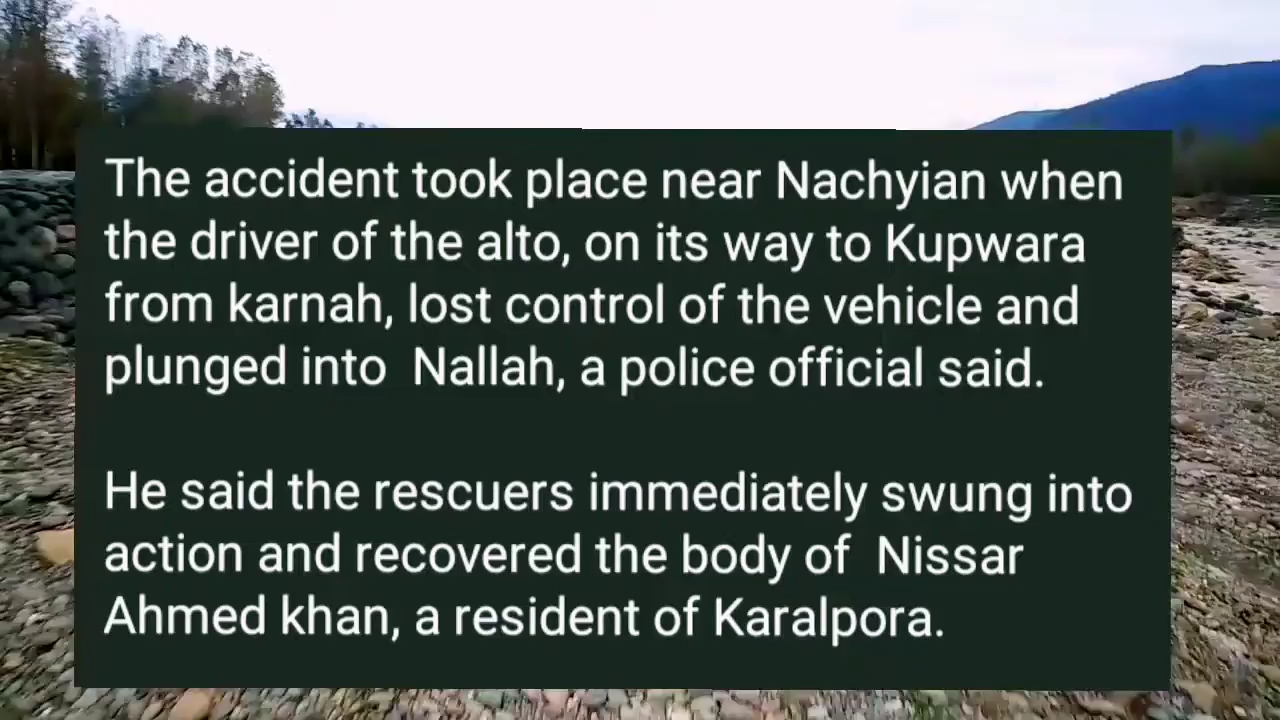 The accident took place near Nachyian when
the driver of the alto, on its way to Kupwara
from karnah, lost control of the vehicle and
plunged into  Nallah, a police official said.
He said the rescuers immediately swung into
action and recovered the body of  Nissar
Ahmed khan, a resident of Karalpora.